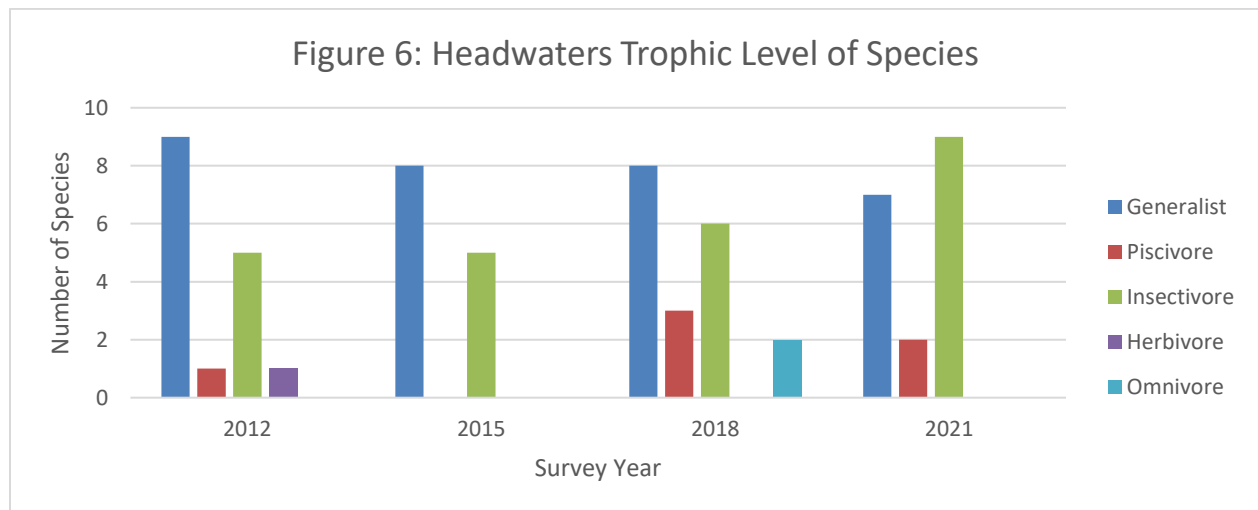 Figure 6: Headwaters Trophic Level of Species
Number of Species
10
8
6
4
2
0
2012 2015 2018 2021
Survey Year
Generalist
Piscivore
Insectivore
Herbivore
Omnivore